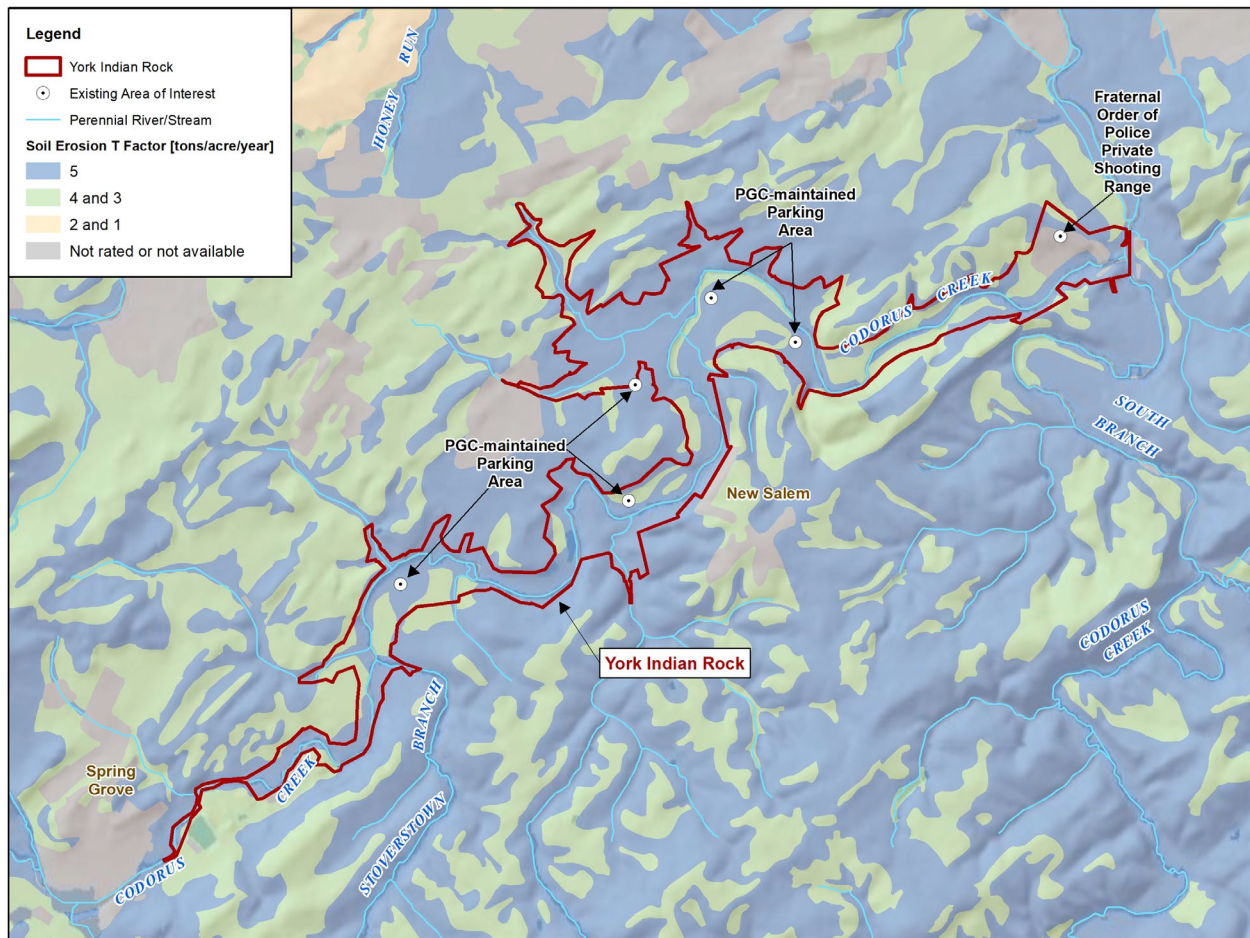 Legend
York Indian Rock
Existing Area of Interest
Perennial River/Stream
Soil Erosion T Factor [tons/acre/year]
5
4 and 3
2 and 1
Not rated or not available
HONEY RUN
Fraternal
Order of
Police
Private
Shooting
Range
PGC-maintained
Parking
Area
CODORUS CREEK
SOUTH
BRANCH
PGC-maintained
Parking
Area
New Salem
CODORUS
CREEK
York Indian Rock
Spring
Grove
CODORUS CREEK
STOVERSTOWN BRANCH